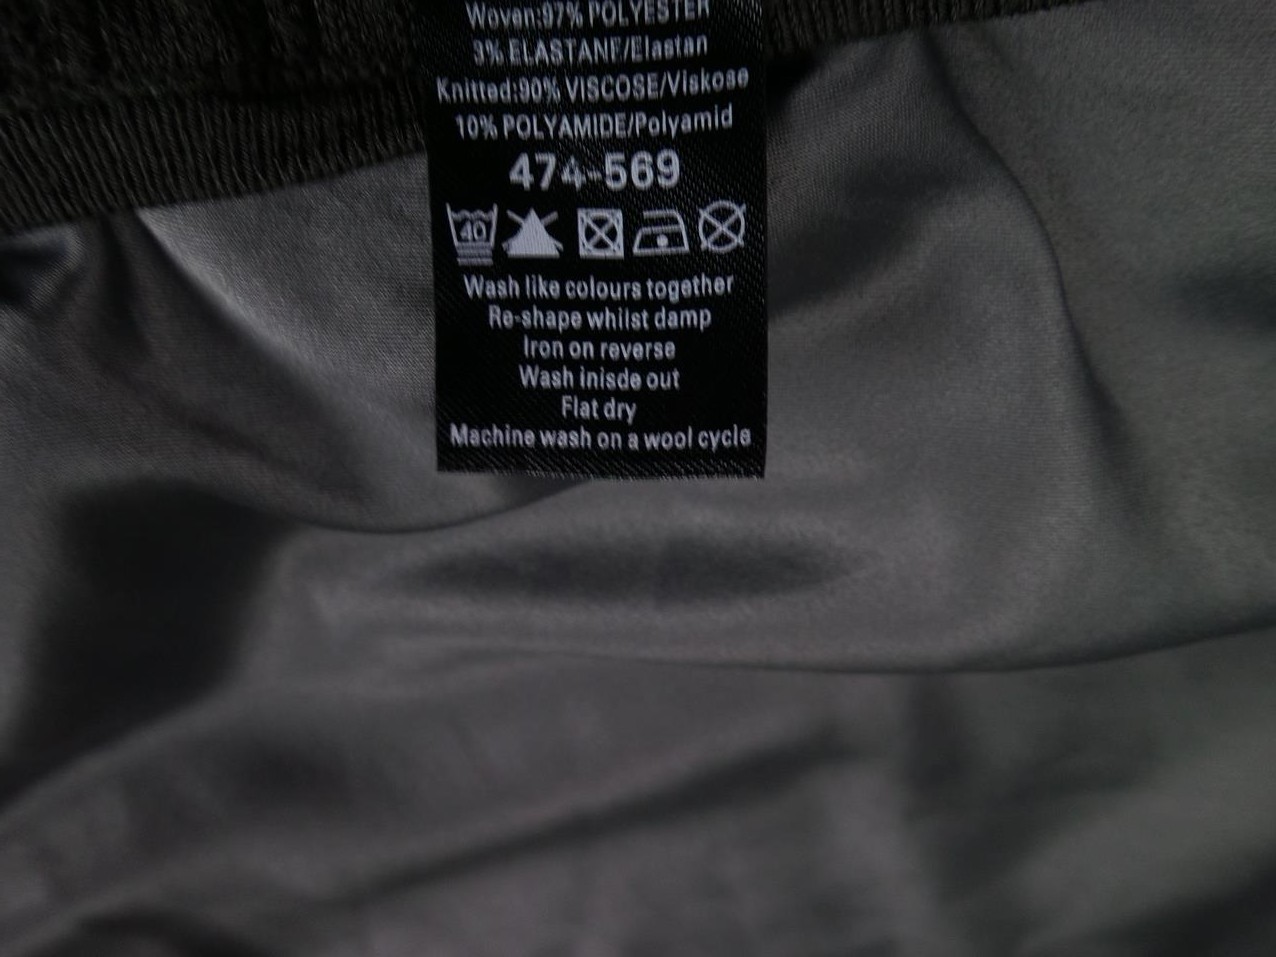 Woven:97% POLYESTER
3% ELASTANE/Elastan
Knitted:90% VISCOSE/Viskose
10% POLYAMIDE/Polyamid
474-569
40
Wash like colours together
Re-shape whilst damp
Iron on reverse
Wash inisde out
Flat dry
Machine wash on a wool cycle